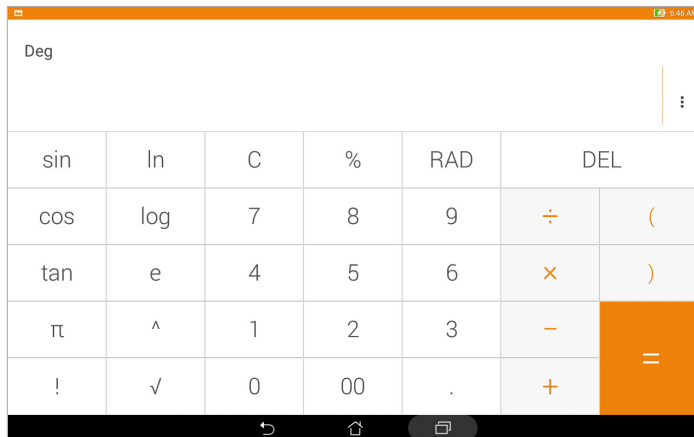 6:46 AM
Deg
sin ln C % RAD DEL
cos log 7 8 9 ÷ (
tan e 4 5 6 × )
π ^ 1 2 3 − =
! √ 0 00 . +